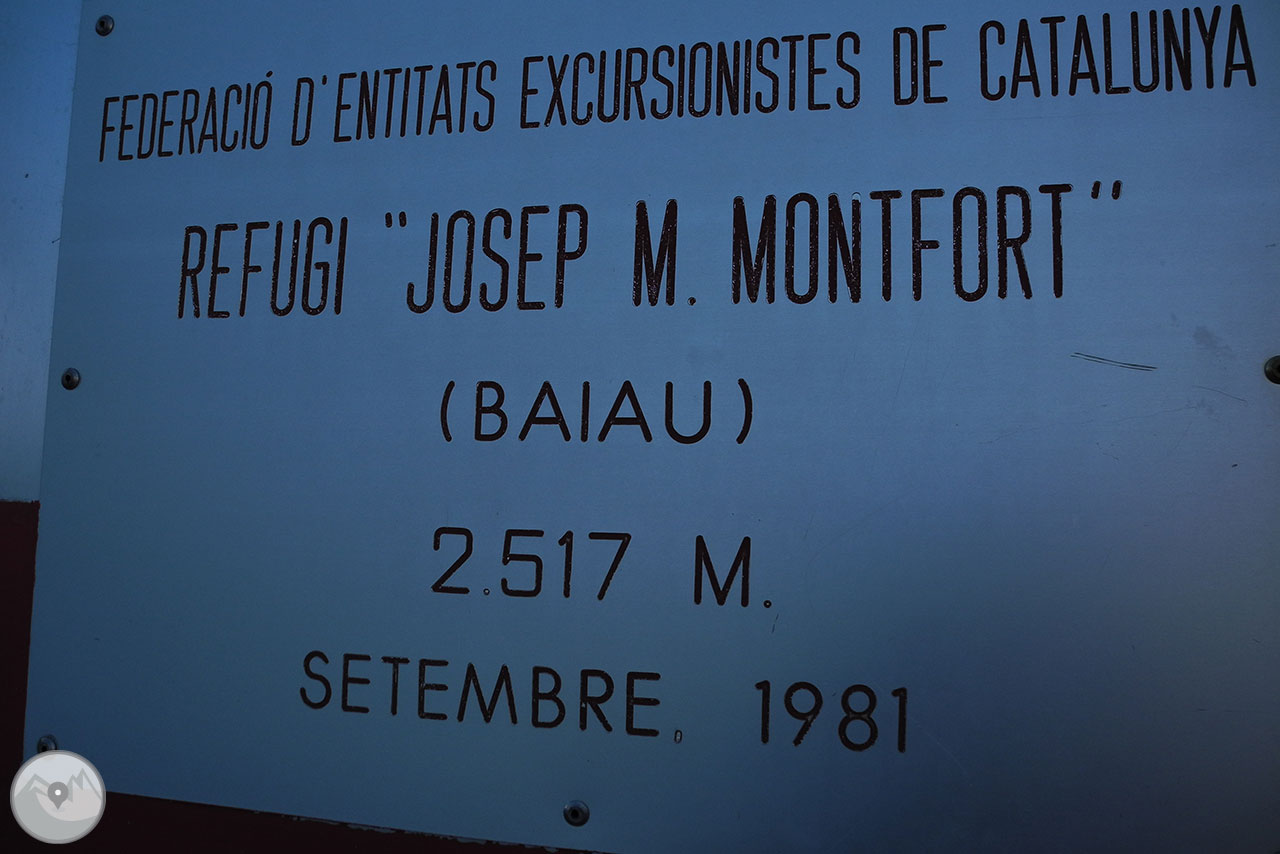 FEDERACIÓ D'ENTITATS EXCURSIONISTES DE CATALUNYA
REFUGI "JOSEP M. MONTFORT"
(BAIAU)
2.517 M.
SETEMBRE, 1981